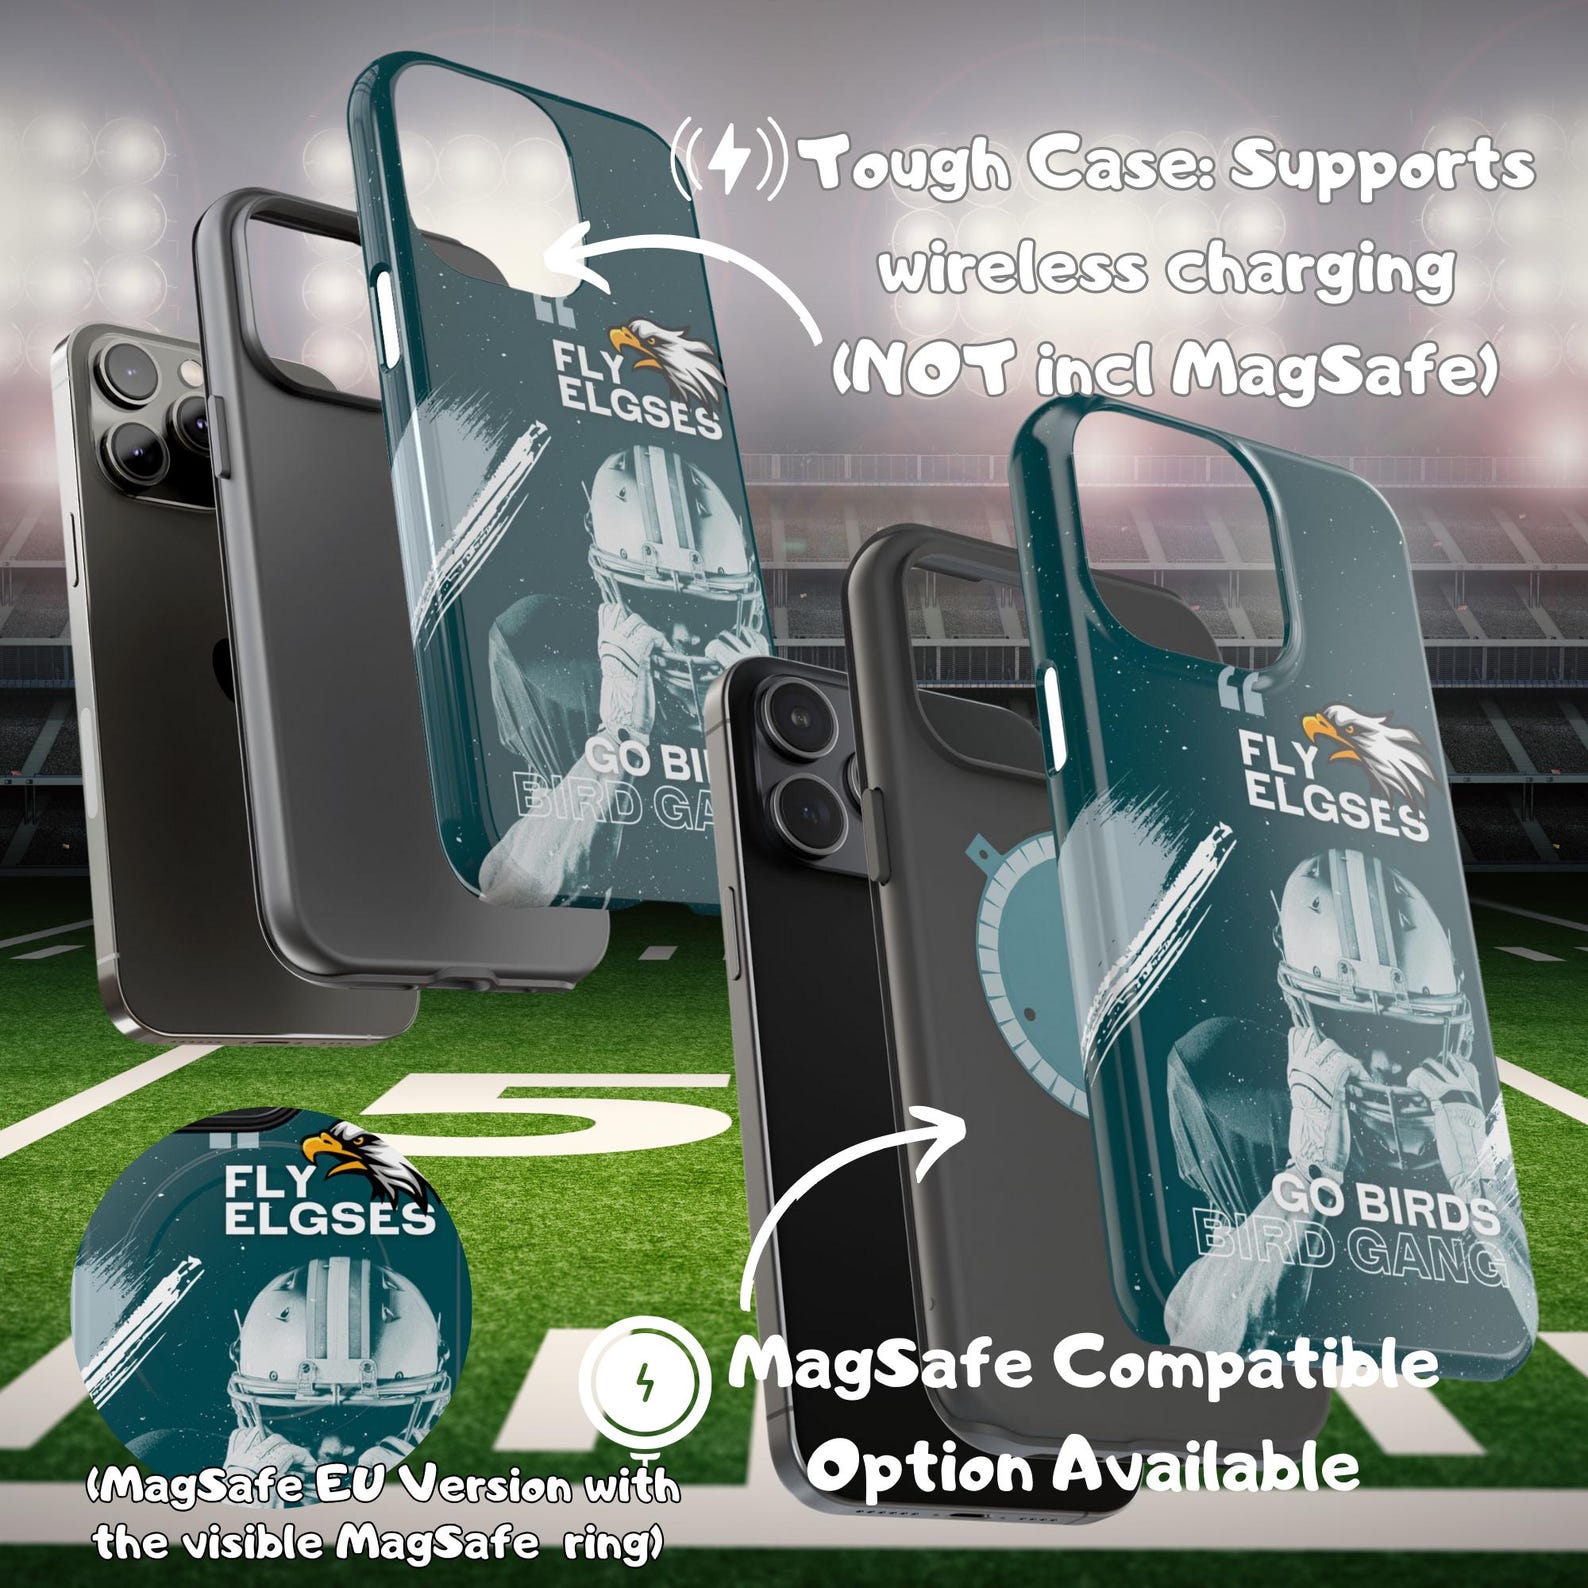 Tough Case: Supports
wireless charging
(NOT incl MagSafe)
“
FLY
ELGSES
GO BI
BIRD GA
“
FLY
ELGSES
GO BIRDS
BIRD GANG
5
“
FLY
ELGSES
MagSafe Compatible
Option Available
(MagSafe EU Version with
the visible MagSafe ring)